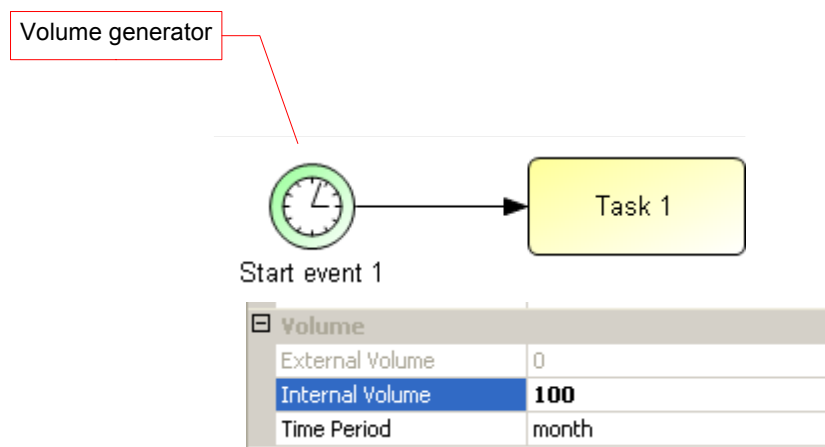 Volume generator
Task 1
Start event 1
Volume
External Volume 0
Internal Volume 100
Time Period month